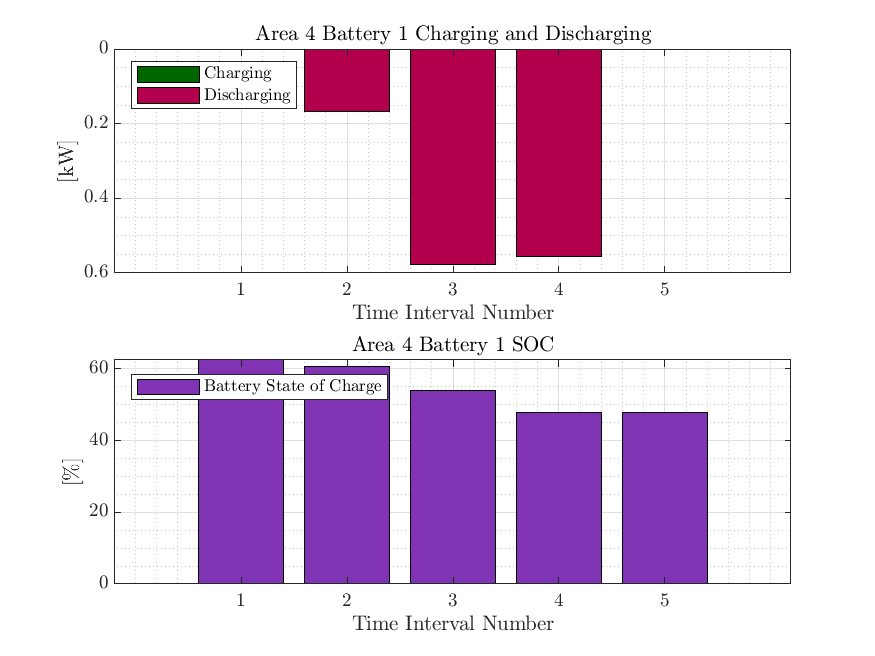 Area 4 Battery 1 Charging and Discharging
0
Charging
Discharging
0.2
[kW]
0.4
0.6
1 2 3 4 5
Time Interval Number
Area 4 Battery 1 SOC
60
Battery State of Charge
40
[%]
20
0
1 2 3 4 5
Time Interval Number